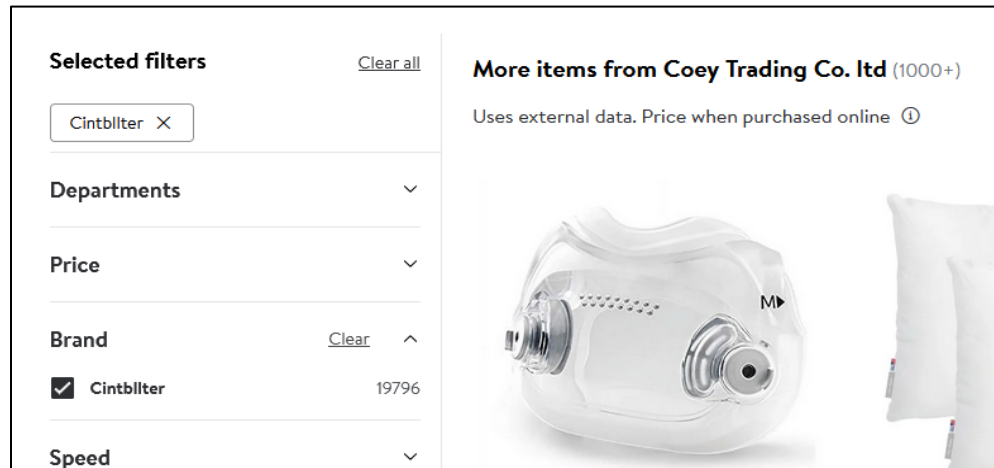 Selected filters
Clear all
Cintbllter
Departments
Price
Brand
Clear
Cintbllter
19796
Speed
More items from Coey Trading Co. ltd (1000+)
Uses external data. Price when purchased online
M